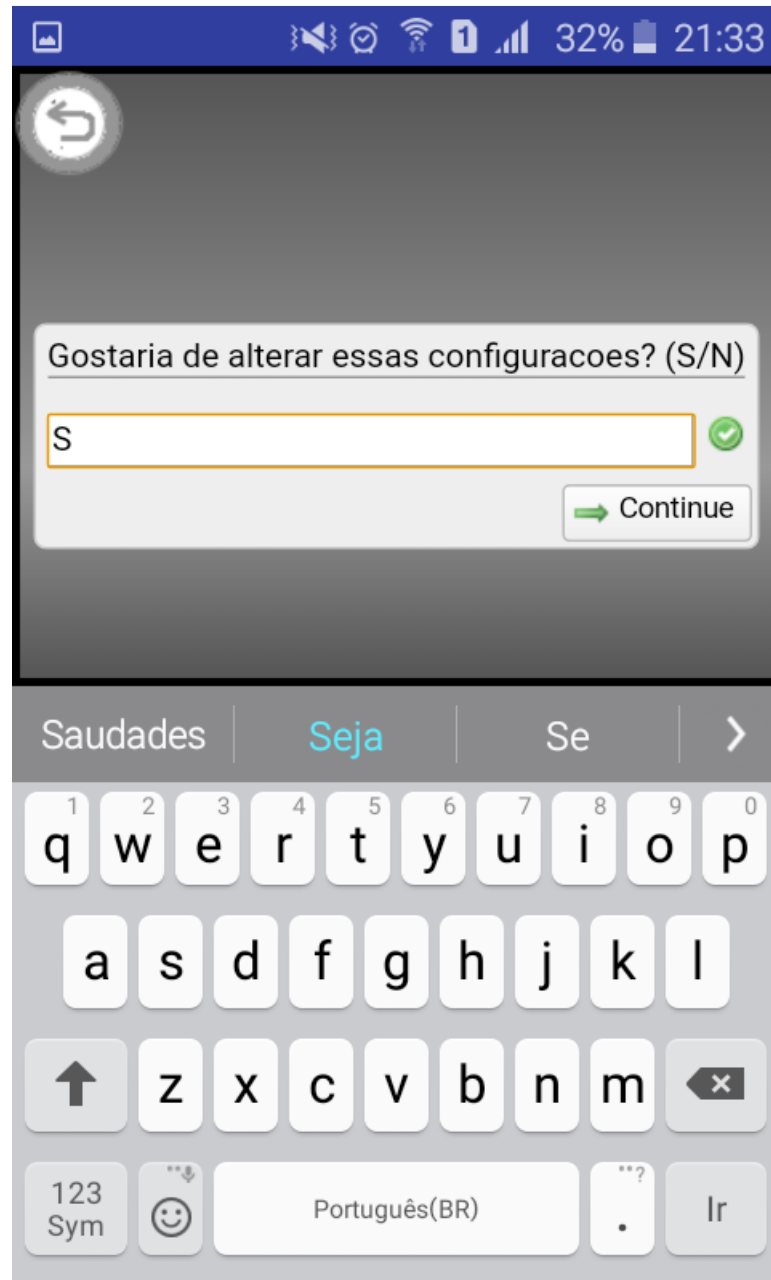 1 32% 21:33
Gostaria de alterar essas configuracoes? (S/N)
S
Continue
Saudades Seja Se
1 2 3 4 5 6 7 8 9 0
q w e r t y u i o p
a s d f g h j k l
z x c v b n m
123 Português(BR) . ? Ir
Sym